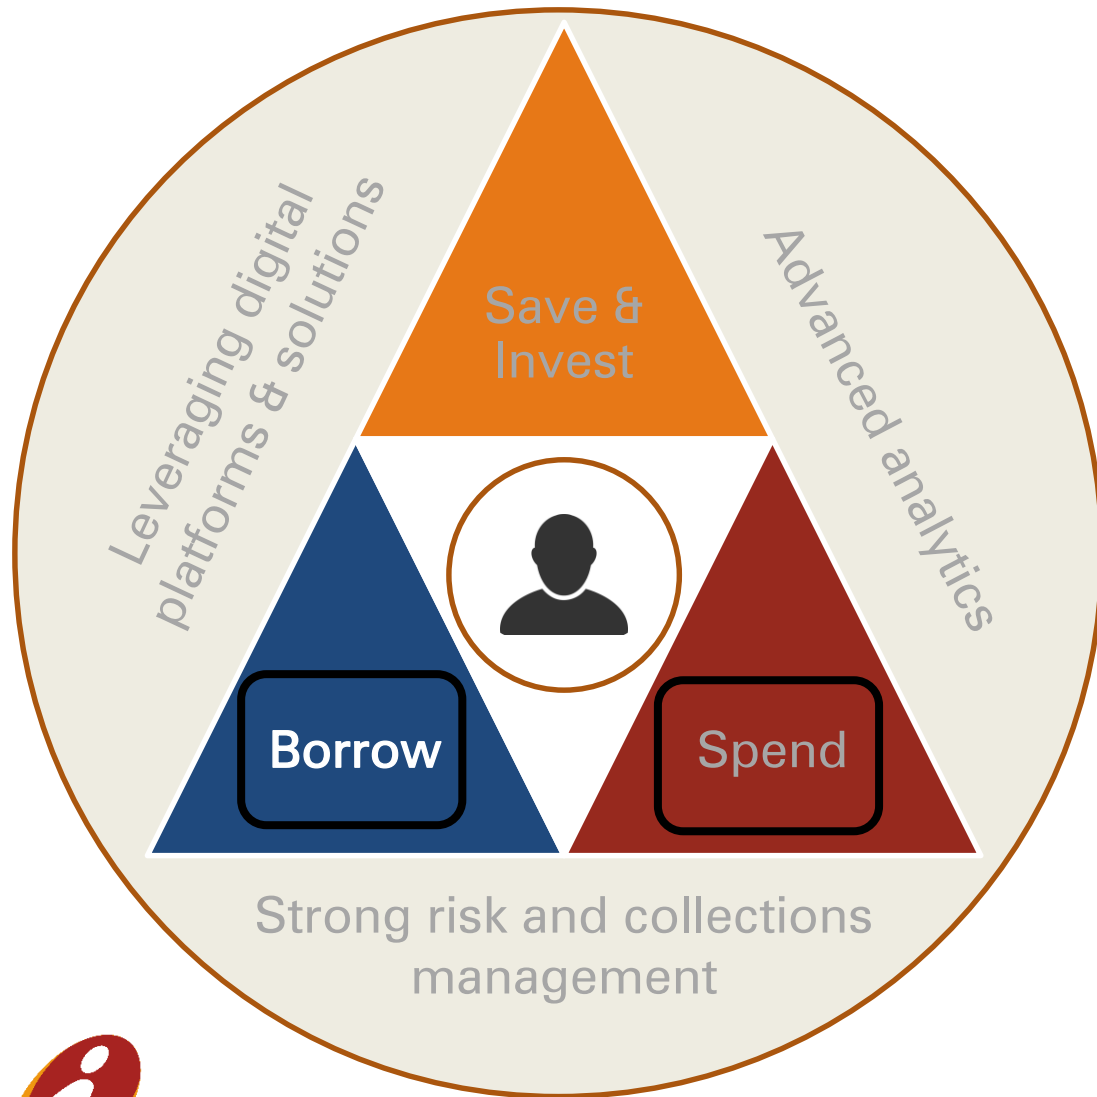 Leveraging digital
platforms & solutions
Advanced analytics
Save &
Invest
Borrow
Spend
Strong risk and collections
management